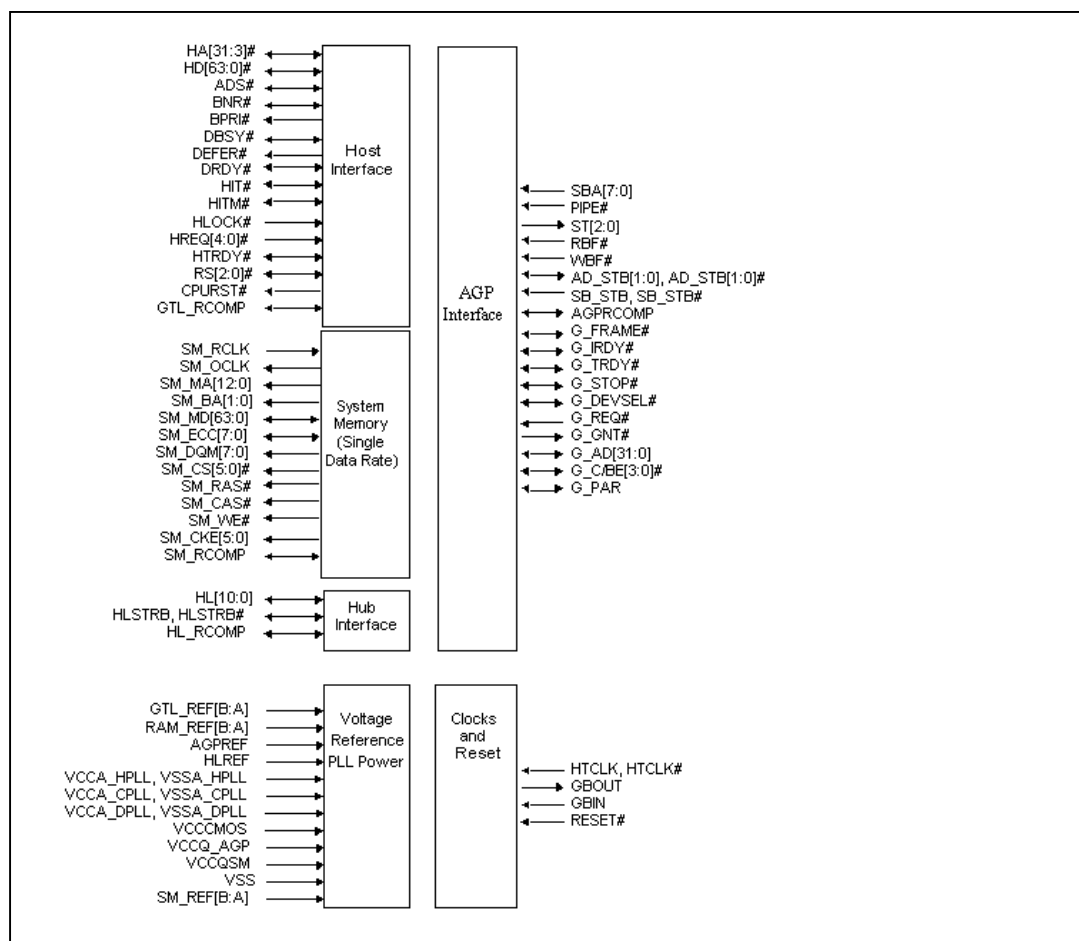 HA[31:3]#
HD[63:0]#
ADS#
BNR#
BPRI#
DBSY#
DEFER#
DRDY#
HIT#
HITM#
HLOCK#
HREQ[4:0]#
HTRDY#
RS[2:0]#
CPURST#
GTL_RCOMP
Host
Interface
SM_RCLK
SM_OCLK
SM_MA[12:0]
SM_BA[1:0]
SM_MD[63:0]
SM_ECC[7:0]
SM_DQM[7:0]
SM_CS[5:0]#
SM_RAS#
SM_CAS#
SM_WE#
SM_CKE[5:0]
SM_RCOMP
System
Memory
(Single
Data Rate)
HL[10:0]
HLSTRB, HLSTRB#
HL_RCOMP
Hub
Interface
AGP
Interface
SBA[7:0]
PIPE#
ST[2:0]
RBF#
WBF#
AD_STB[1:0], AD_STB[1:0]#
SB_STB, SB_STB#
AGPRCOMP
G_FRAME#
G_IRDY#
G_TRDY#
G_STOP#
G_DEVSEL#
G_REQ#
G_GNT#
G_AD[31:0]
G_C/BE[3:0]#
G_PAR
GTL_REF[B:A]
RAM_REF[B:A]
AGPREF
HLREF
VCCA_HPLL, VSSA_HPLL
VCCA_CPLL, VSSA_CPLL
VCCA_DPLL, VSSA_DPLL
VCCCMOS
VCCQ_AGP
VCCQSM
VSS
SM_REF[B:A]
Voltage
Reference
PLL Power
Clocks
and
Reset
HTCLK, HTCLK#
GBOUT
GBIN
RESET#